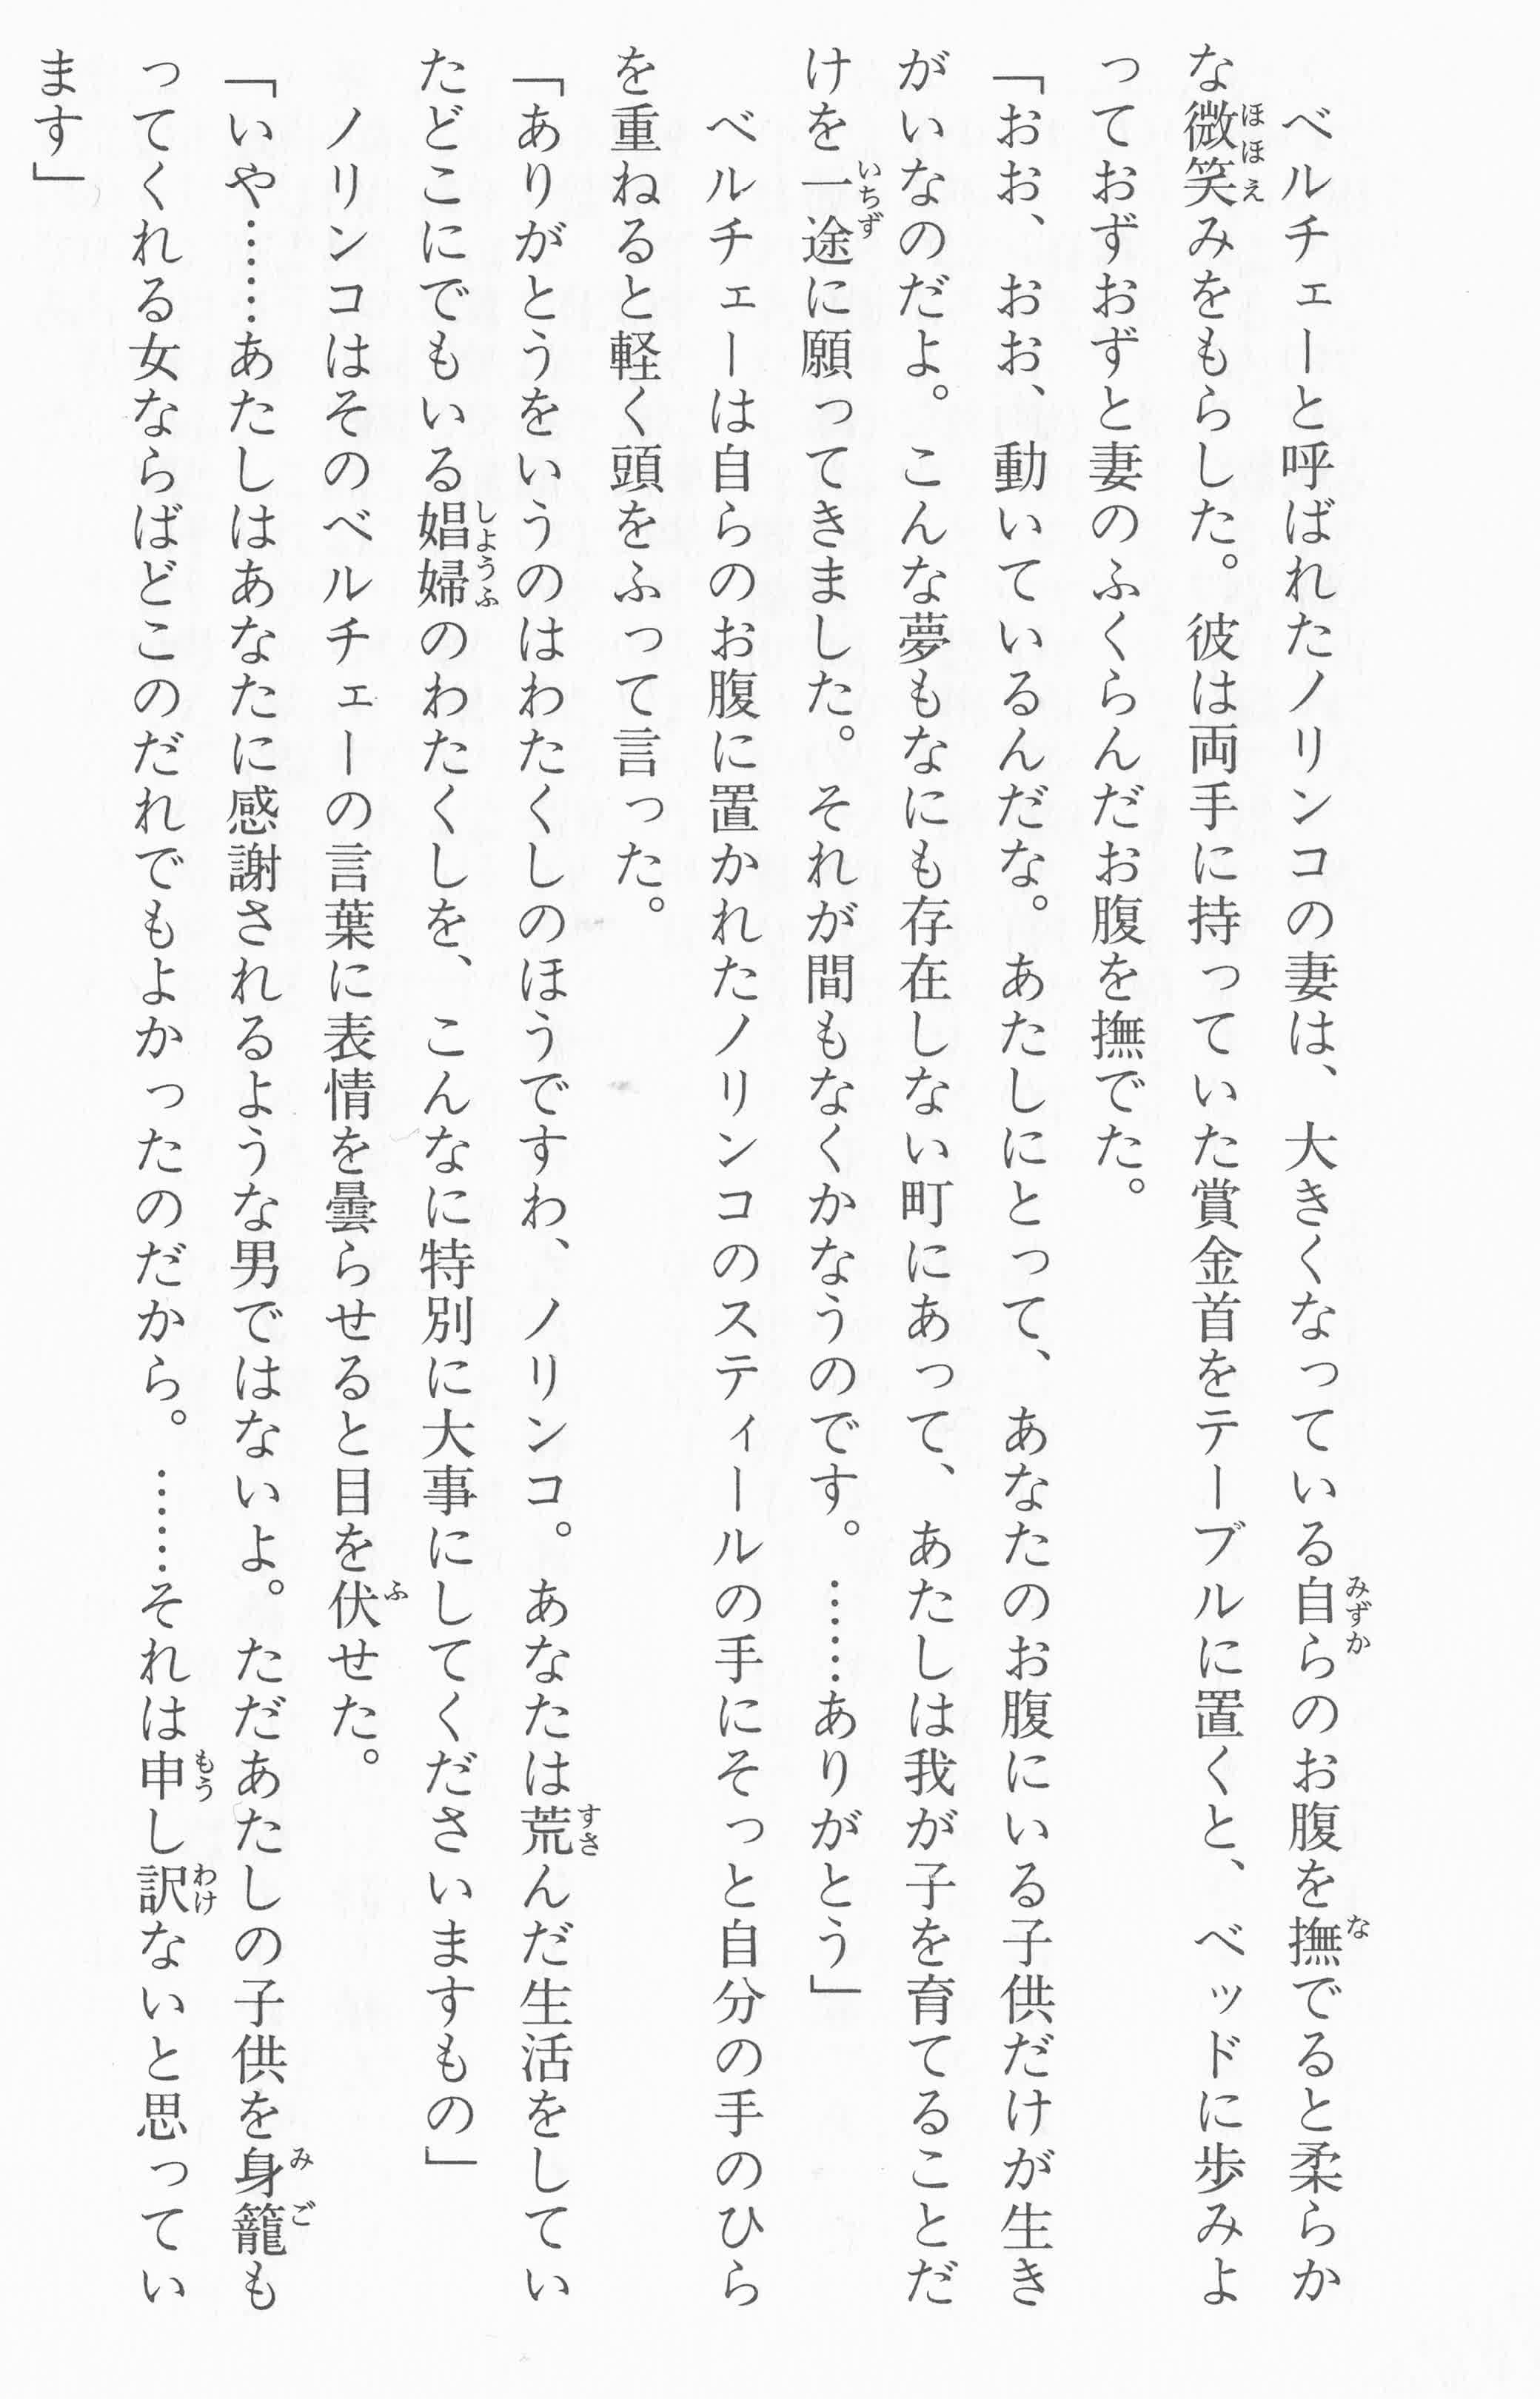 ベルチェーと呼ばれたノリンコの妻は、大きくなっている自らのお腹を撫でると柔らか
な微笑みをもらした。彼は両手に持っていた賞金首をテーブルに置くと、ベッドに歩みよ
っておずおずと妻のふくらんだお腹を撫でた。
「おお、おお、動いているんだな。あたしにとって、あなたのお腹にいる子供だけが生き
がいなのだよ。こんな夢もなにも存在しない町にあって、あたしは我が子を育てることだ
けを一途に願ってきました。それが間もなくかなうのです。……ありがとう」
　ベルチェーは自らのお腹に置かれたノリンコのスティールの手にそっと自分の手のひら
を重ねると軽く頭をふって言った。
「ありがとうをいうのはわたくしのほうですわ、ノリンコ。あなたは荒んだ生活をしてい
たどこにでもいる娼婦のわたくしを、こんなに特別に大事にしてくださいますもの」
　ノリンコはそのベルチェーの言葉に表情を曇らせると目を伏せた。
「いや……あたしはあなたに感謝されるような男ではないよ。ただあたしの子供を身籠も
ってくれる女ならばどこのだれでもよかったのだから。……それは申し訳ないと思ってい
ます」